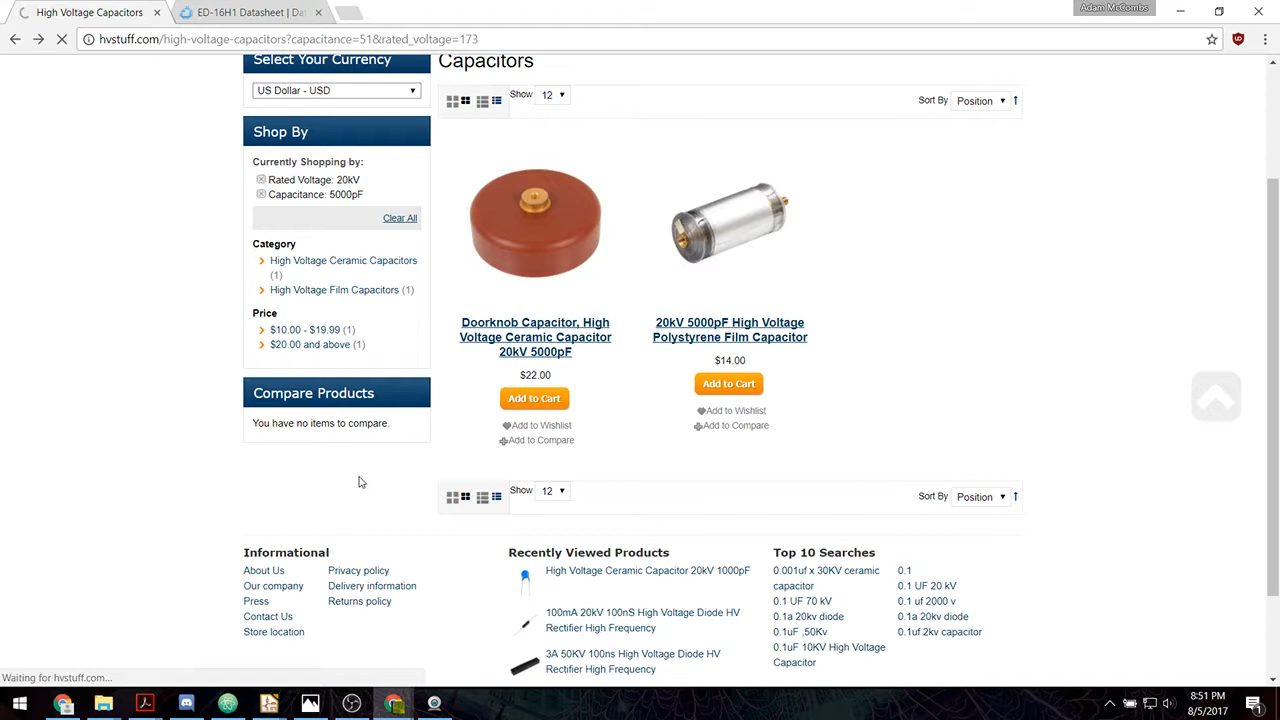 High Voltage Capacitors
ED-16H1 Datasheet | Dat
Adam McCombs
hvstuff.com/high-voltage-capacitors?capacitance=51&rated_voltage=173
Select Your Currency
US Dollar - USD
Capacitors
Show 12
Sort By Position
Shop By
Currently Shopping by:
Rated Voltage: 20kV
Capacitance: 5000pF
Clear All
Category
High Voltage Ceramic Capacitors
(1)
High Voltage Film Capacitors (1)
Price
$10.00 - $19.99 (1)
$20.00 and above (1)
Compare Products
You have no items to compare.
Doorknob Capacitor, High
Voltage Ceramic Capacitor
20kV 5000pF
$22.00
Add to Cart
Add to Wishlist
Add to Compare
20kV 5000pF High Voltage
Polystyrene Film Capacitor
$14.00
Add to Cart
Add to Wishlist
Add to Compare
Show 12
Sort By Position
Informational
About Us
Our company
Press
Contact Us
Store location
Privacy policy
Delivery information
Returns policy
Recently Viewed Products
High Voltage Ceramic Capacitor 20kV 1000pF
100mA 20kV 100nS High Voltage Diode HV
Rectifier High Frequency
3A 50KV 100ns High Voltage Diode HV
Rectifier High Frequency
Top 10 Searches
0.001uf x 30KV ceramic
capacitor
0.1 UF 70 kV
0.1a 20kv diode
0.1uF ,50Kv
0.1uF 10KV High Voltage
Capacitor
0.1
0.1 UF 20 kV
0.1 uf 2000 v
0.1a 20kv diode
0.1uf 2kv capacitor
Waiting for hvstuff.com...
8:51 PM
8/5/2017